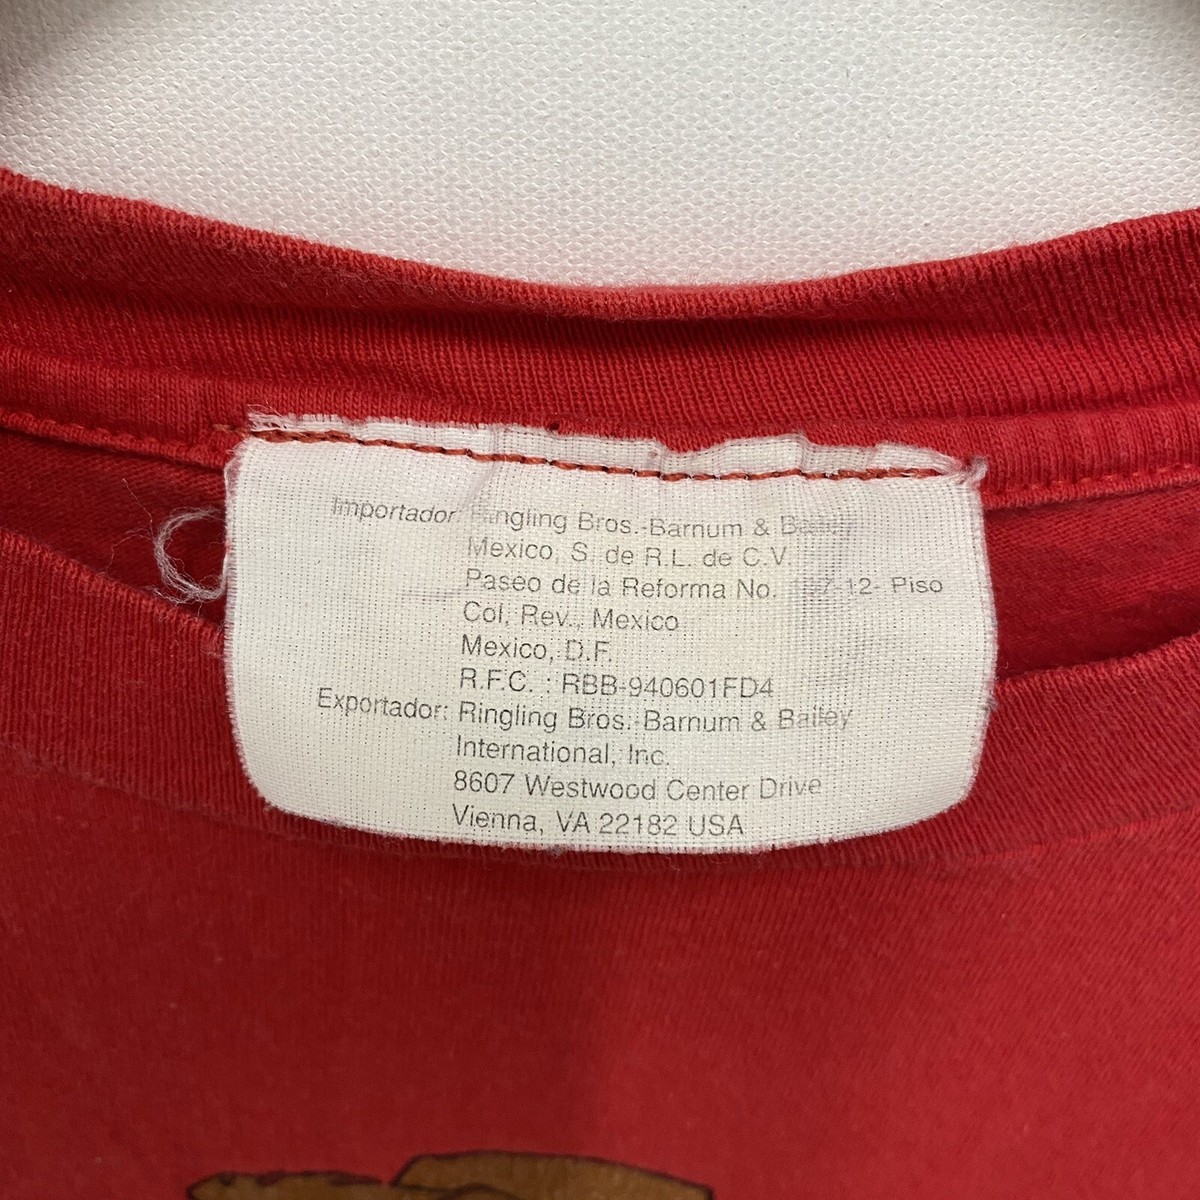 Importador: Ringling Bros.-Barnum & Bailey
Mexico, S. de R.L. de C.V.
Paseo de la Reforma No. -12- Piso
Col, Rev., Mexico
Mexico, D.F.
R.F.C. : RBB-940601FD4
Exportador: Ringling Bros.-Barnum & Bailey
International, Inc.
8607 Westwood Center Drive
Vienna, VA 22182 USA